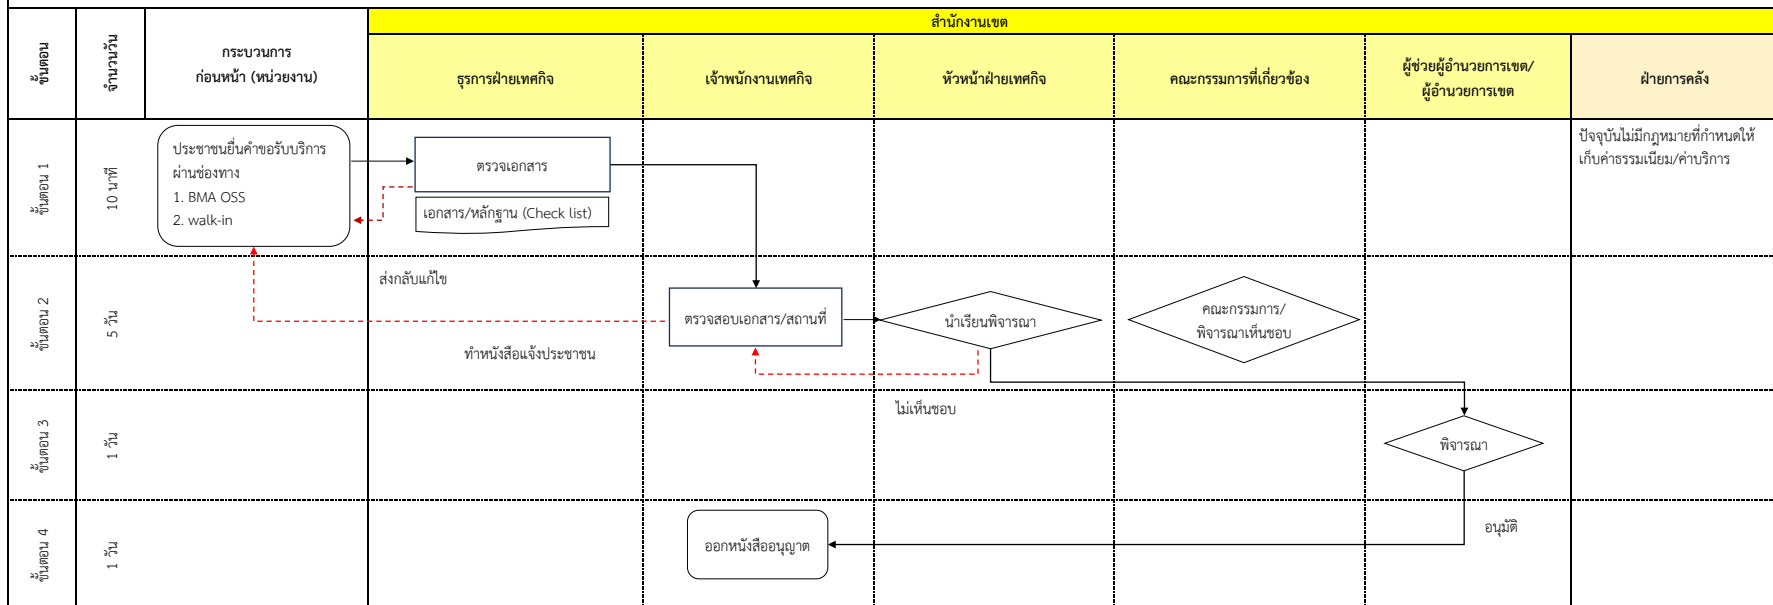 สำนักงานเขต
ขั้นตอน
จำนวนวัน
กระบวนการ
ก่อนหน้า (หน่วยงาน)
ธุรการฝ่ายเทศกิจ
เจ้าพนักงานเทศกิจ
หัวหน้าฝ่ายเทศกิจ
คณะกรรมการที่เกี่ยวข้อง
ผู้ช่วยผู้อำนวยการเขต/
ผู้อำนวยการเขต
ฝ่ายการคลัง
ขั้นตอน 1
10 นาที
ประชาชนยื่นคำขอรับบริการ
ผ่านช่องทาง
1. BMA OSS
2. walk-in
ตรวจเอกสาร
เอกสาร/หลักฐาน (Check list)
ปัจจุบันไม่มีกฎหมายที่กำหนดให้
เก็บค่าธรรมเนียม/ค่าบริการ
ขั้นตอน 2
5 วัน
ส่งกลับแก้ไข
ทำหนังสือแจ้งประชาชน
ตรวจสอบเอกสาร/สถานที่
นำเรียนพิจารณา
คณะกรรมการ/
พิจารณาเห็นชอบ
ขั้นตอน 3
1 วัน
ไม่เห็นชอบ
พิจารณา
ขั้นตอน 4
1 วัน
ออกหนังสืออนุญาต
อนุมัติ